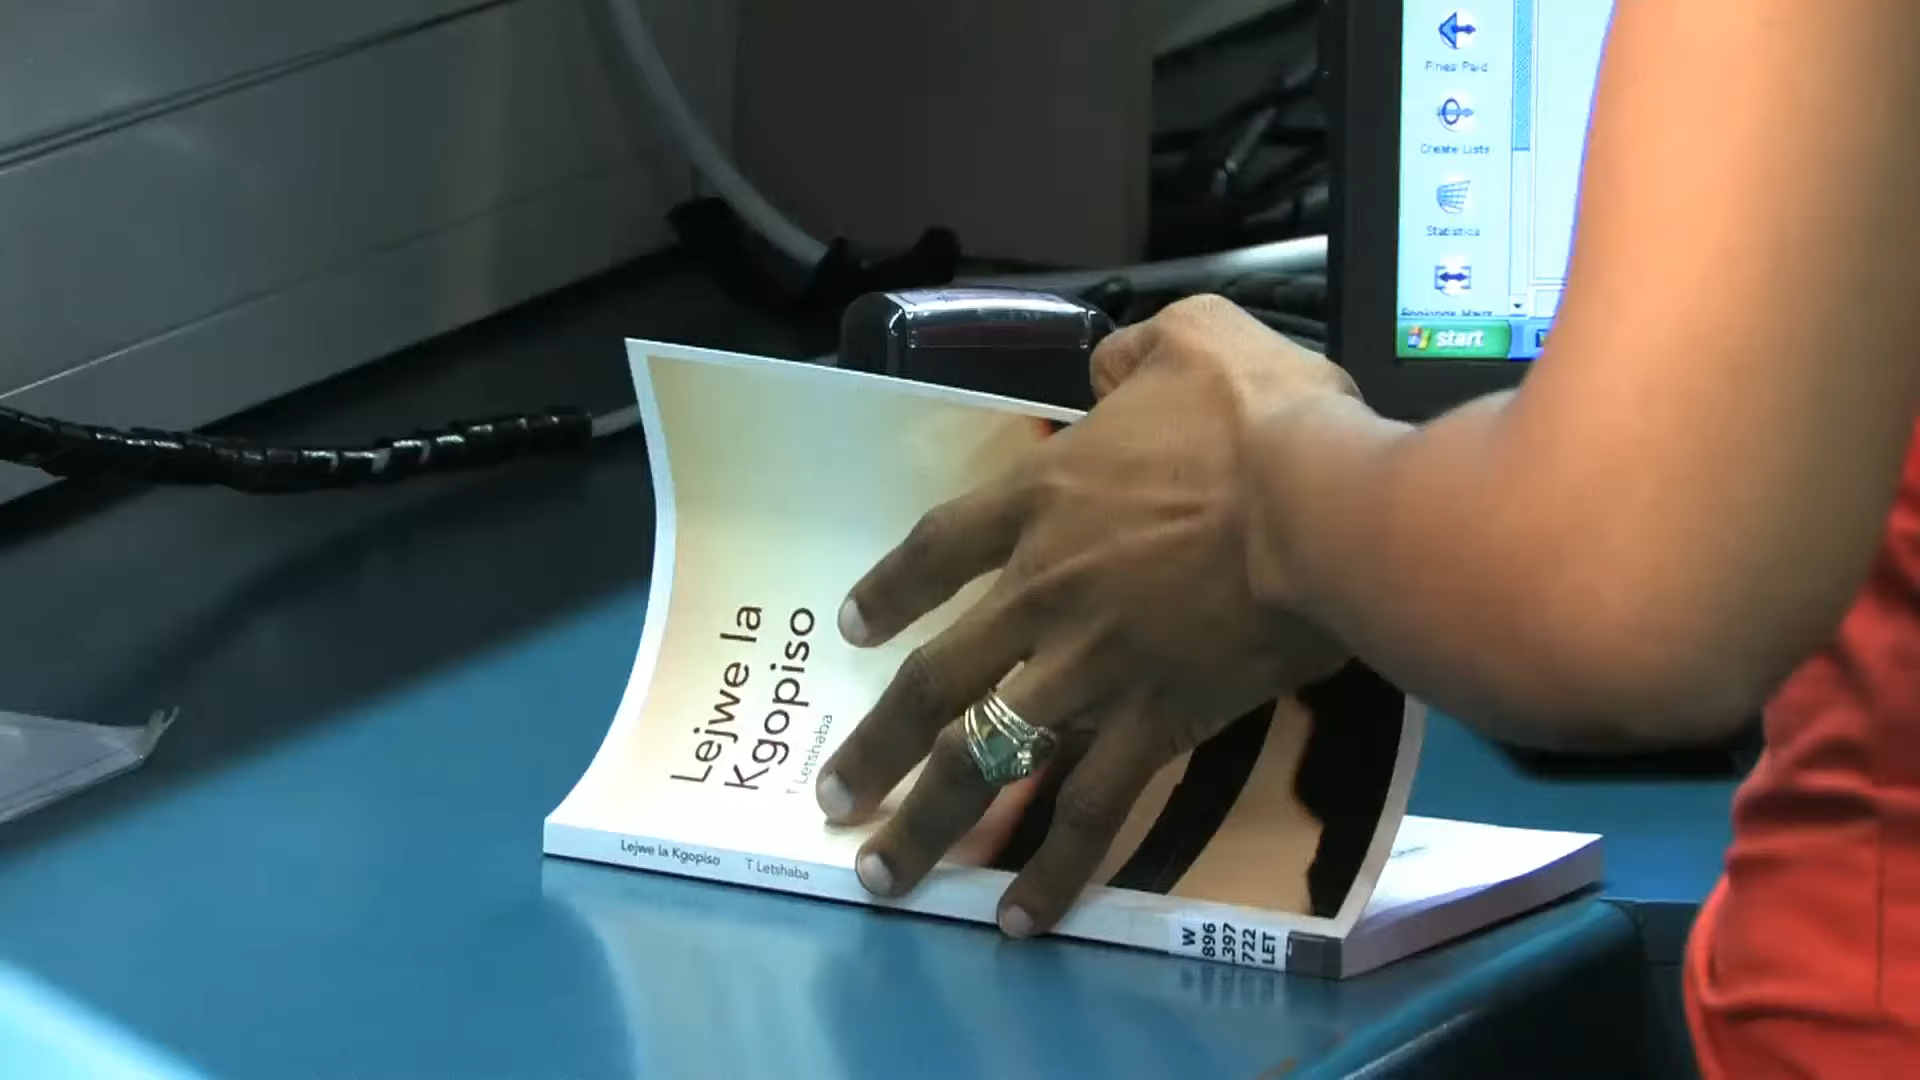 Fines Paid
Create Lists
Statistics
start
Lejwe la
Kgopiso
T Letshaba
Lejwe la Kgopiso T Letshaba
W
896
.397
722
LET